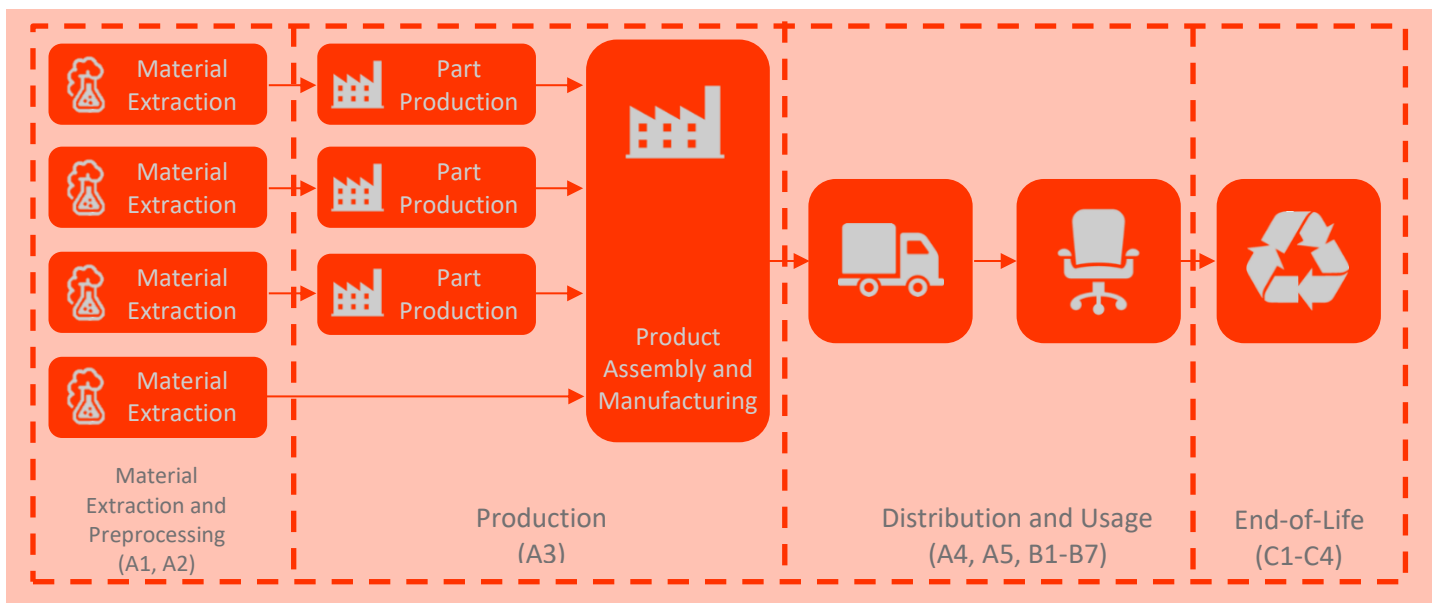 Material
Extraction
Part
Production
Material
Extraction
Part
Production
Material
Extraction
Part
Production
Material
Extraction
Product
Assembly and
Manufacturing
Material
Extraction and
Preprocessing
(A1, A2)
Production
(A3)
Distribution and Usage
(A4, A5, B1-B7)
End-of-Life
(C1-C4)